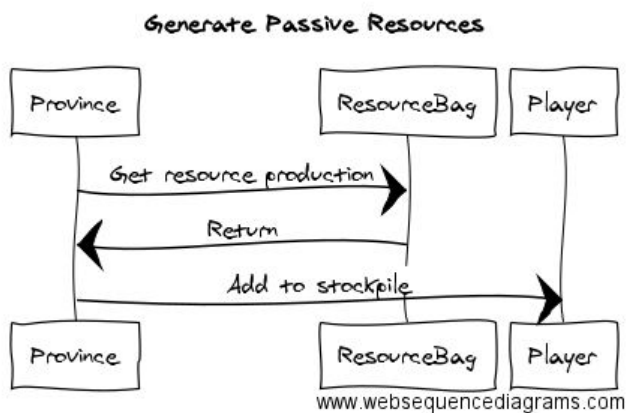 Generate Passive Resources
Province
ResourceBag
Player
Get resource production
Return
Add to stockpile
Province
ResourceBag
Player
www.websequencediagrams.com